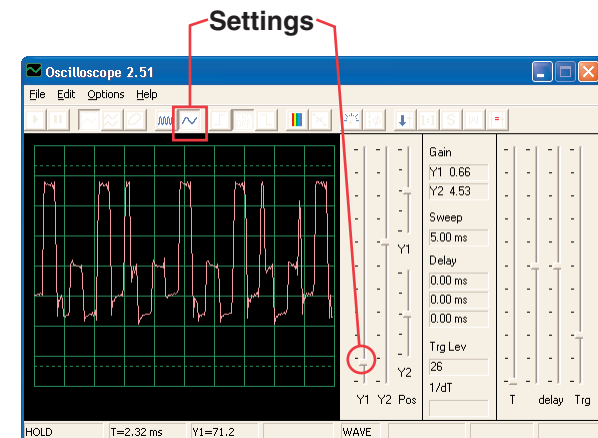 Settings
Oscilloscope 2.51
File Edit Options Help
1:1 S
Gain
Y1 0.66
Y2 4.53
Sweep
5.00 ms
Delay
0.00 ms
0.00 ms
0.00 ms
Trg Lev
26
1/dT
Y1
Y2
Y1 Y2 Pos
T delay Trg
HOLD T=2.32 ms Y1=71.2 WAVE